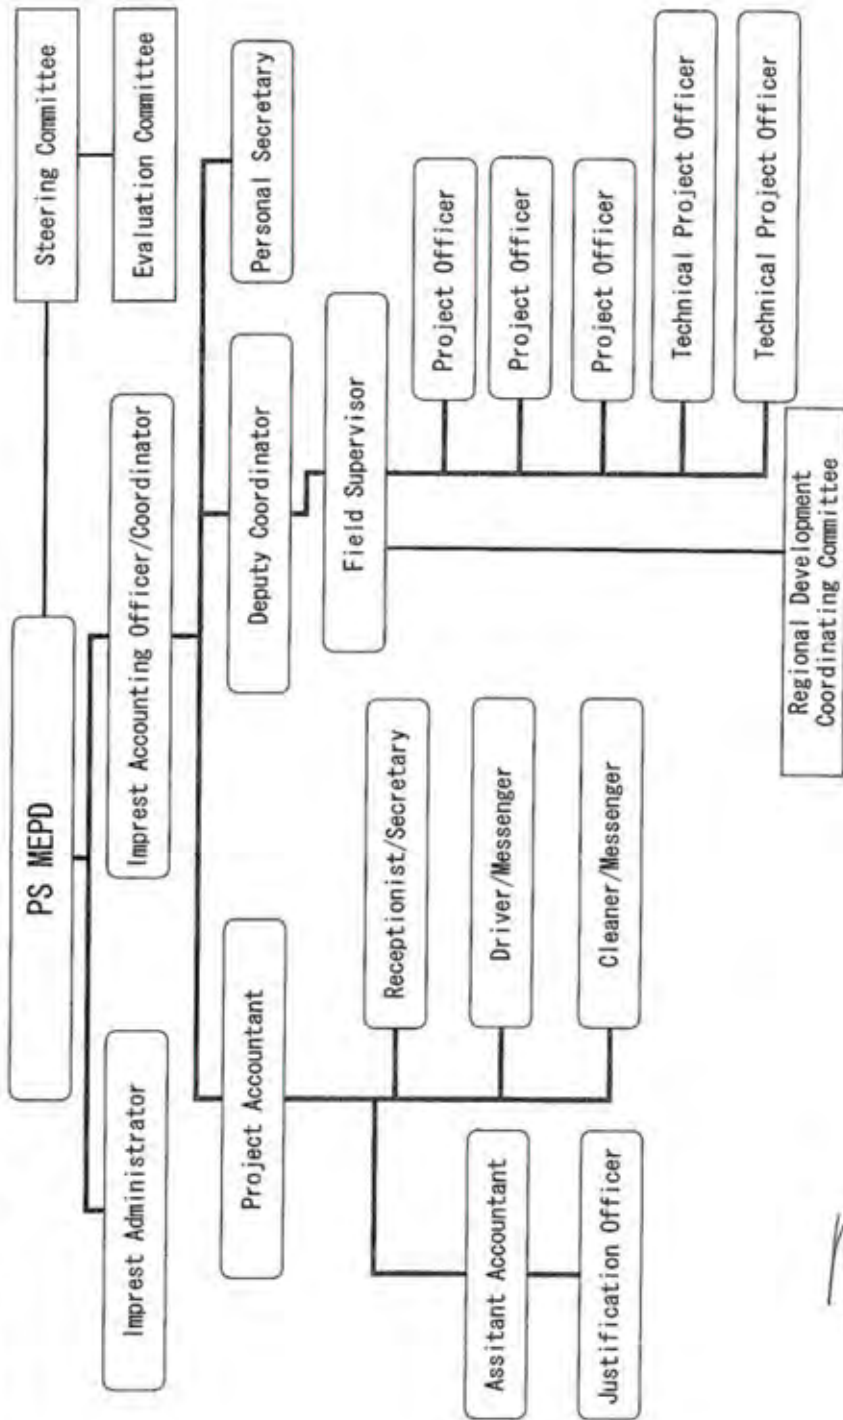 PS MEPD
Steering Committee
Evaluation Committee
Imprest Administrator
Imprest Accounting Officer/Coordinator
Project Accountant
Deputy Coordinator
Personal Secretary
Field Supervisor
Receptionist/Secretary
Driver/Messenger
Cleaner/Messenger
Assitant Accountant
Justification Officer
Project Officer
Project Officer
Project Officer
Technical Project Officer
Technical Project Officer
Regional Development
Coordinating Committee